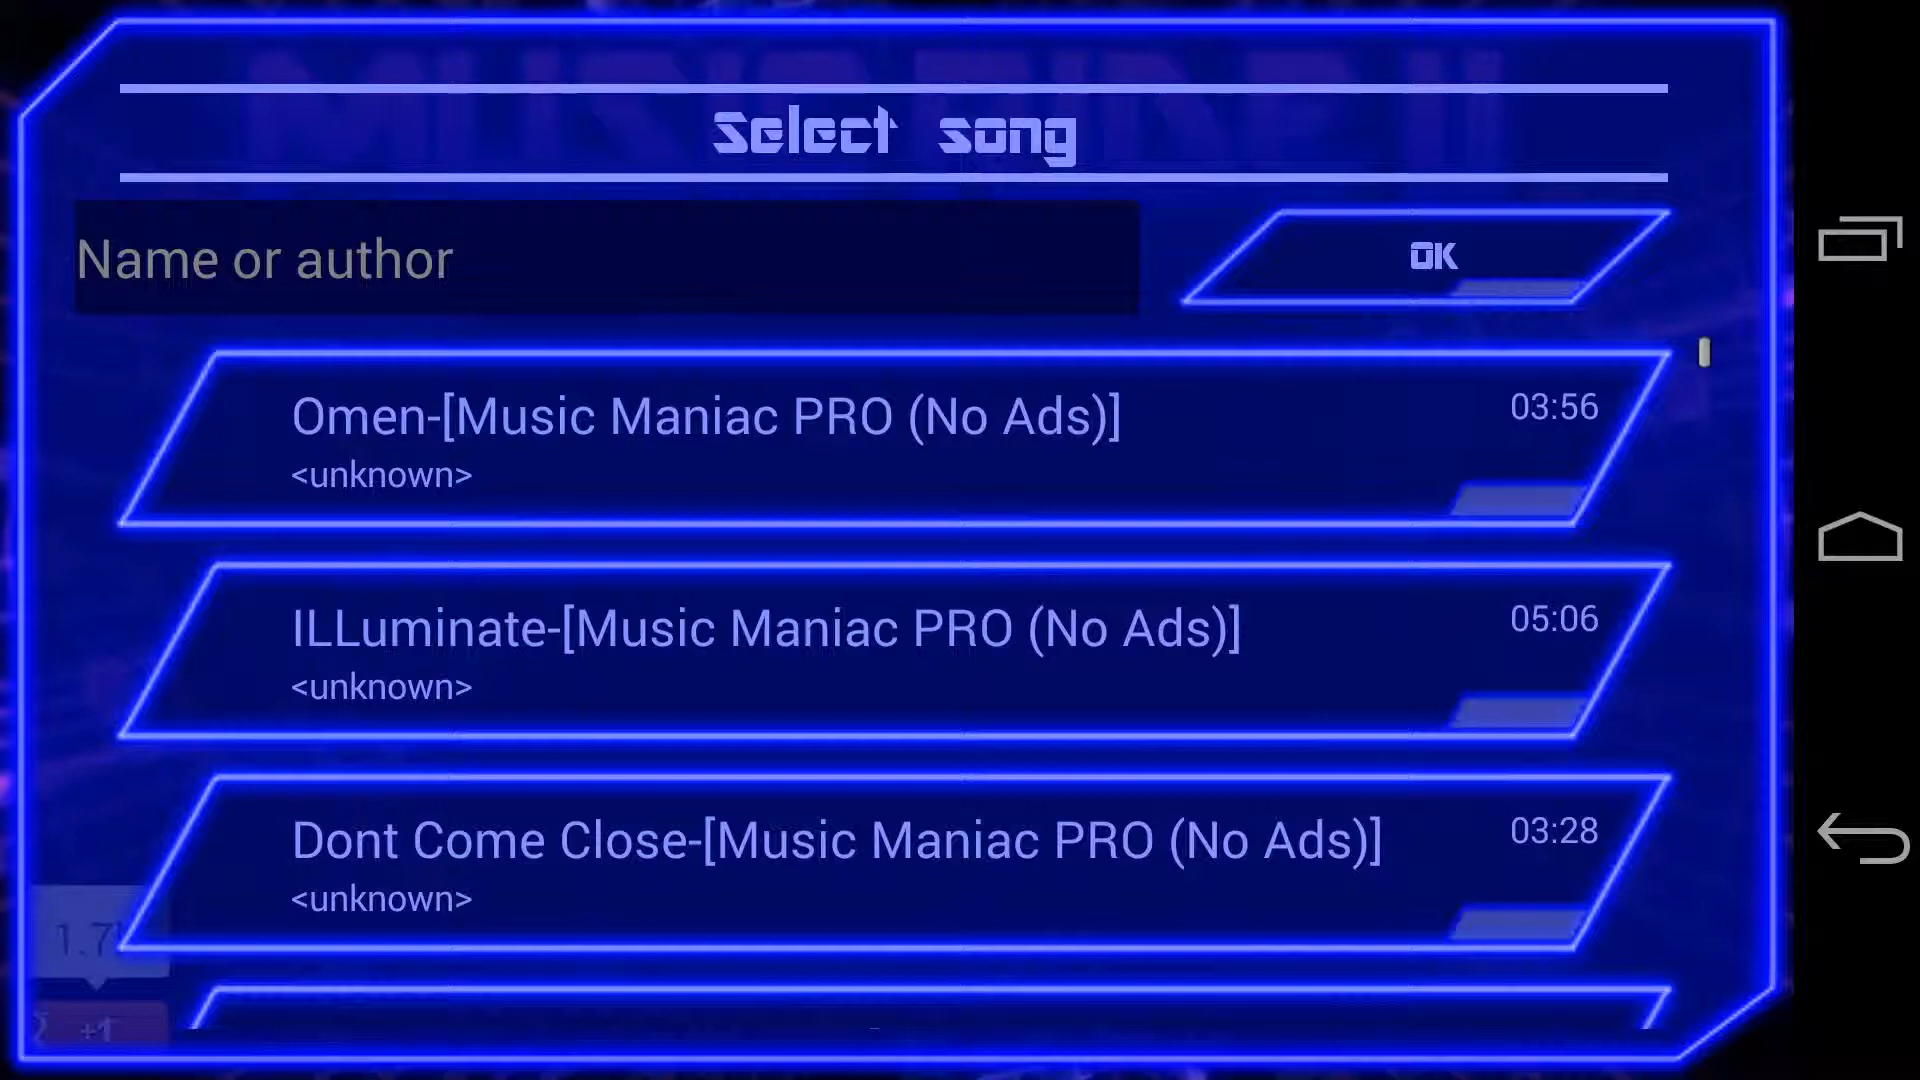 Select song
Name or author
OK
Omen-[Music Maniac PRO (No Ads)]
03:56
<unknown>
ILLuminate-[Music Maniac PRO (No Ads)]
05:06
<unknown>
Dont Come Close-[Music Maniac PRO (No Ads)]
03:28
<unknown>
+1